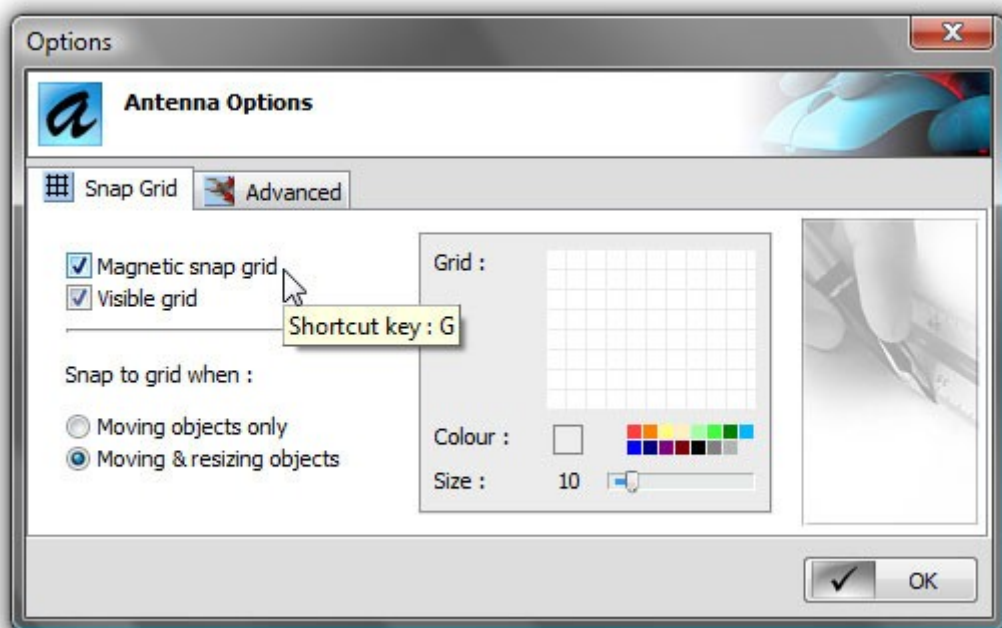 Options
a
Antenna Options
Snap Grid
Advanced
Magnetic snap grid
Visible grid
Shortcut key : G
Snap to grid when :
Moving objects only
Moving & resizing objects
Grid :
Colour :
Size : 10
OK